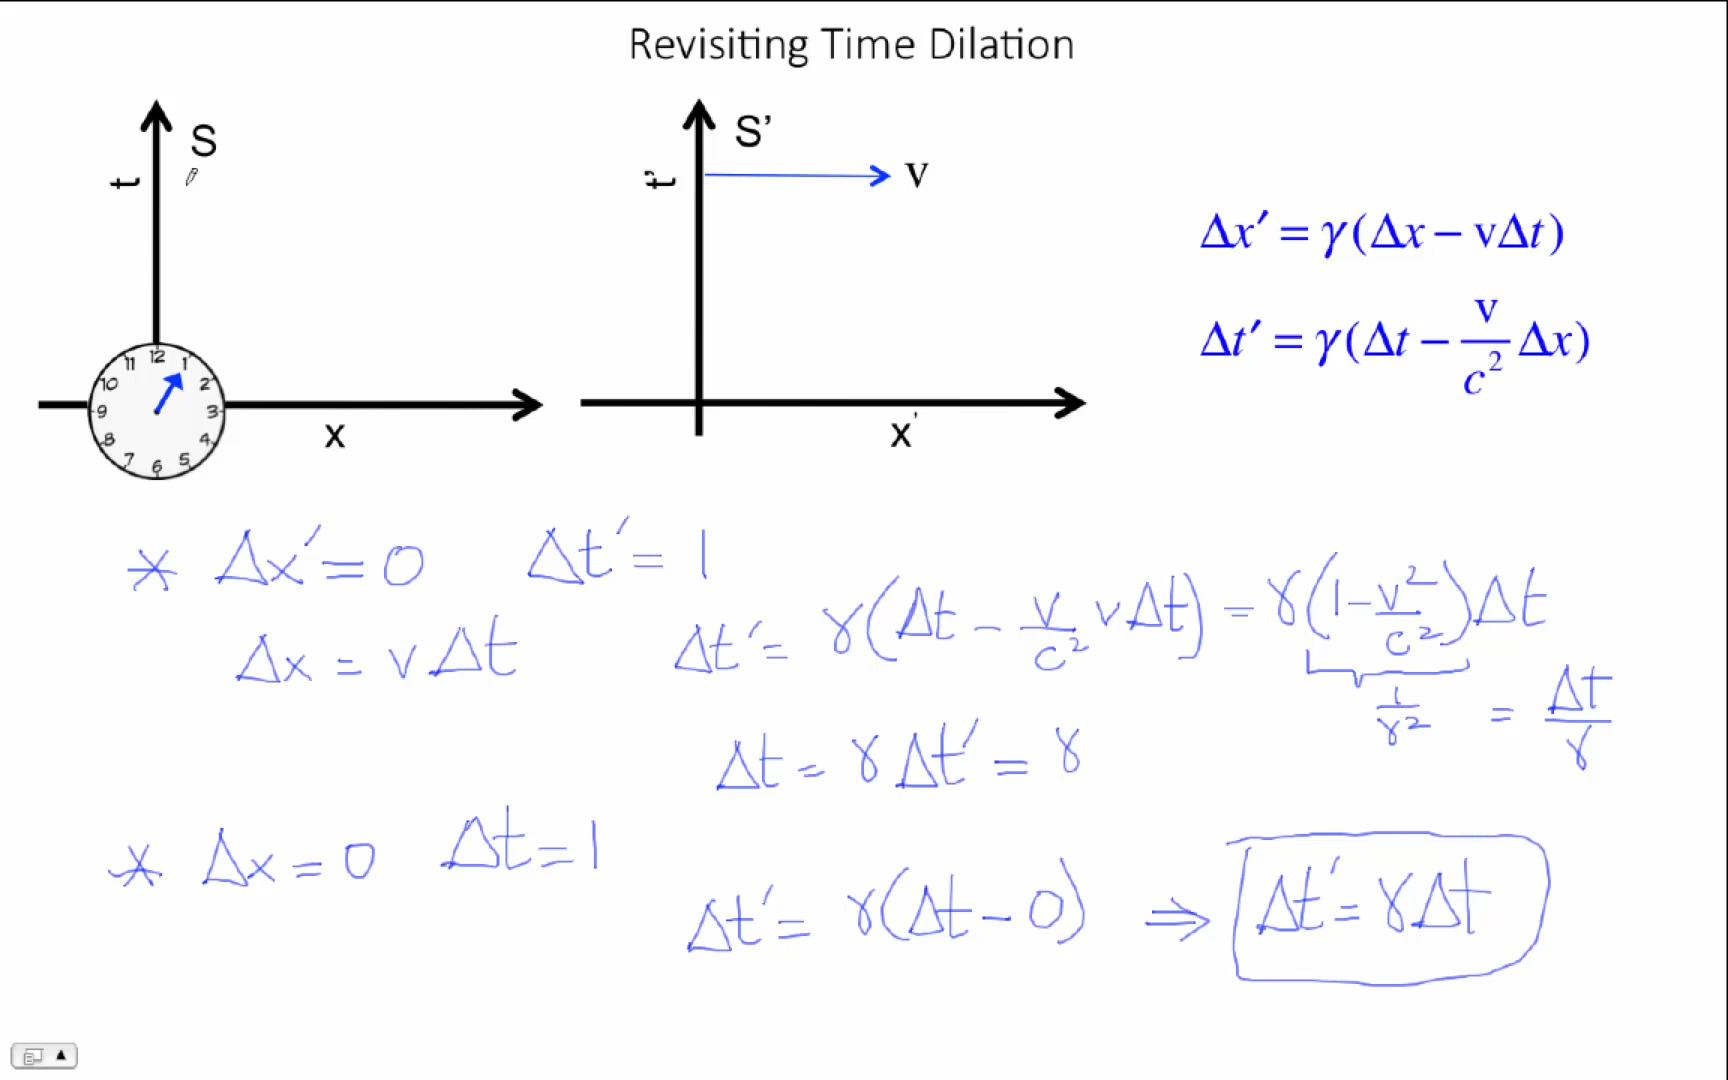 Revisiting Time Dilation
S
t
x
12
1
2
3
4
5
6
7
8
9
10
11
S'
t'
v
x'
Δx′ = γ(Δx − vΔt)
Δt′ = γ(Δt − v/c² Δx)
* Δx′ = 0 Δt′ = 1
Δx = vΔt Δt′ = γ(Δt − v/c² vΔt) = γ(1 − v²/c²)Δt
1/γ² = Δt/γ
Δt = γΔt′ = γ
* Δx = 0 Δt = 1
Δt′ = γ(Δt − 0) ⇒ Δt′ = γΔt